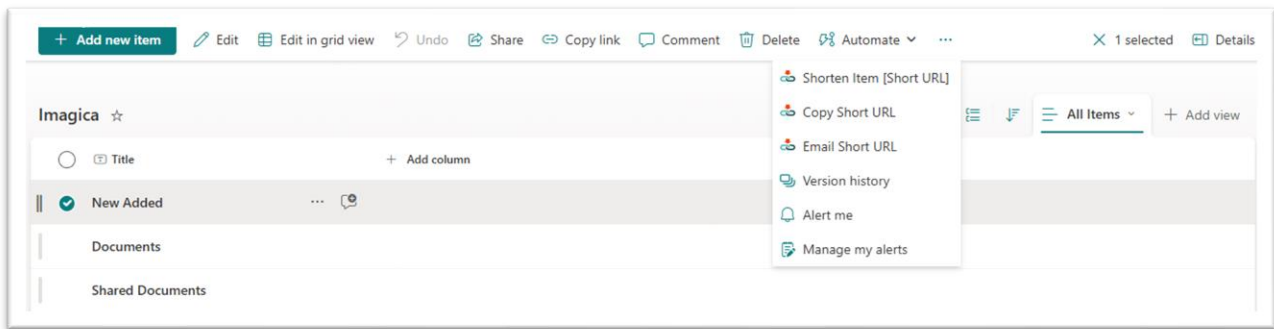 + Add new item Edit Edit in grid view Undo Share Copy link Comment Delete Automate ... 1 selected Details
Shorten Item [Short URL]
Imagica Copy Short URL All Items + Add view
Title + Add column Email Short URL
Version history
New Added ...
Alert me
Documents Manage my alerts
Shared Documents